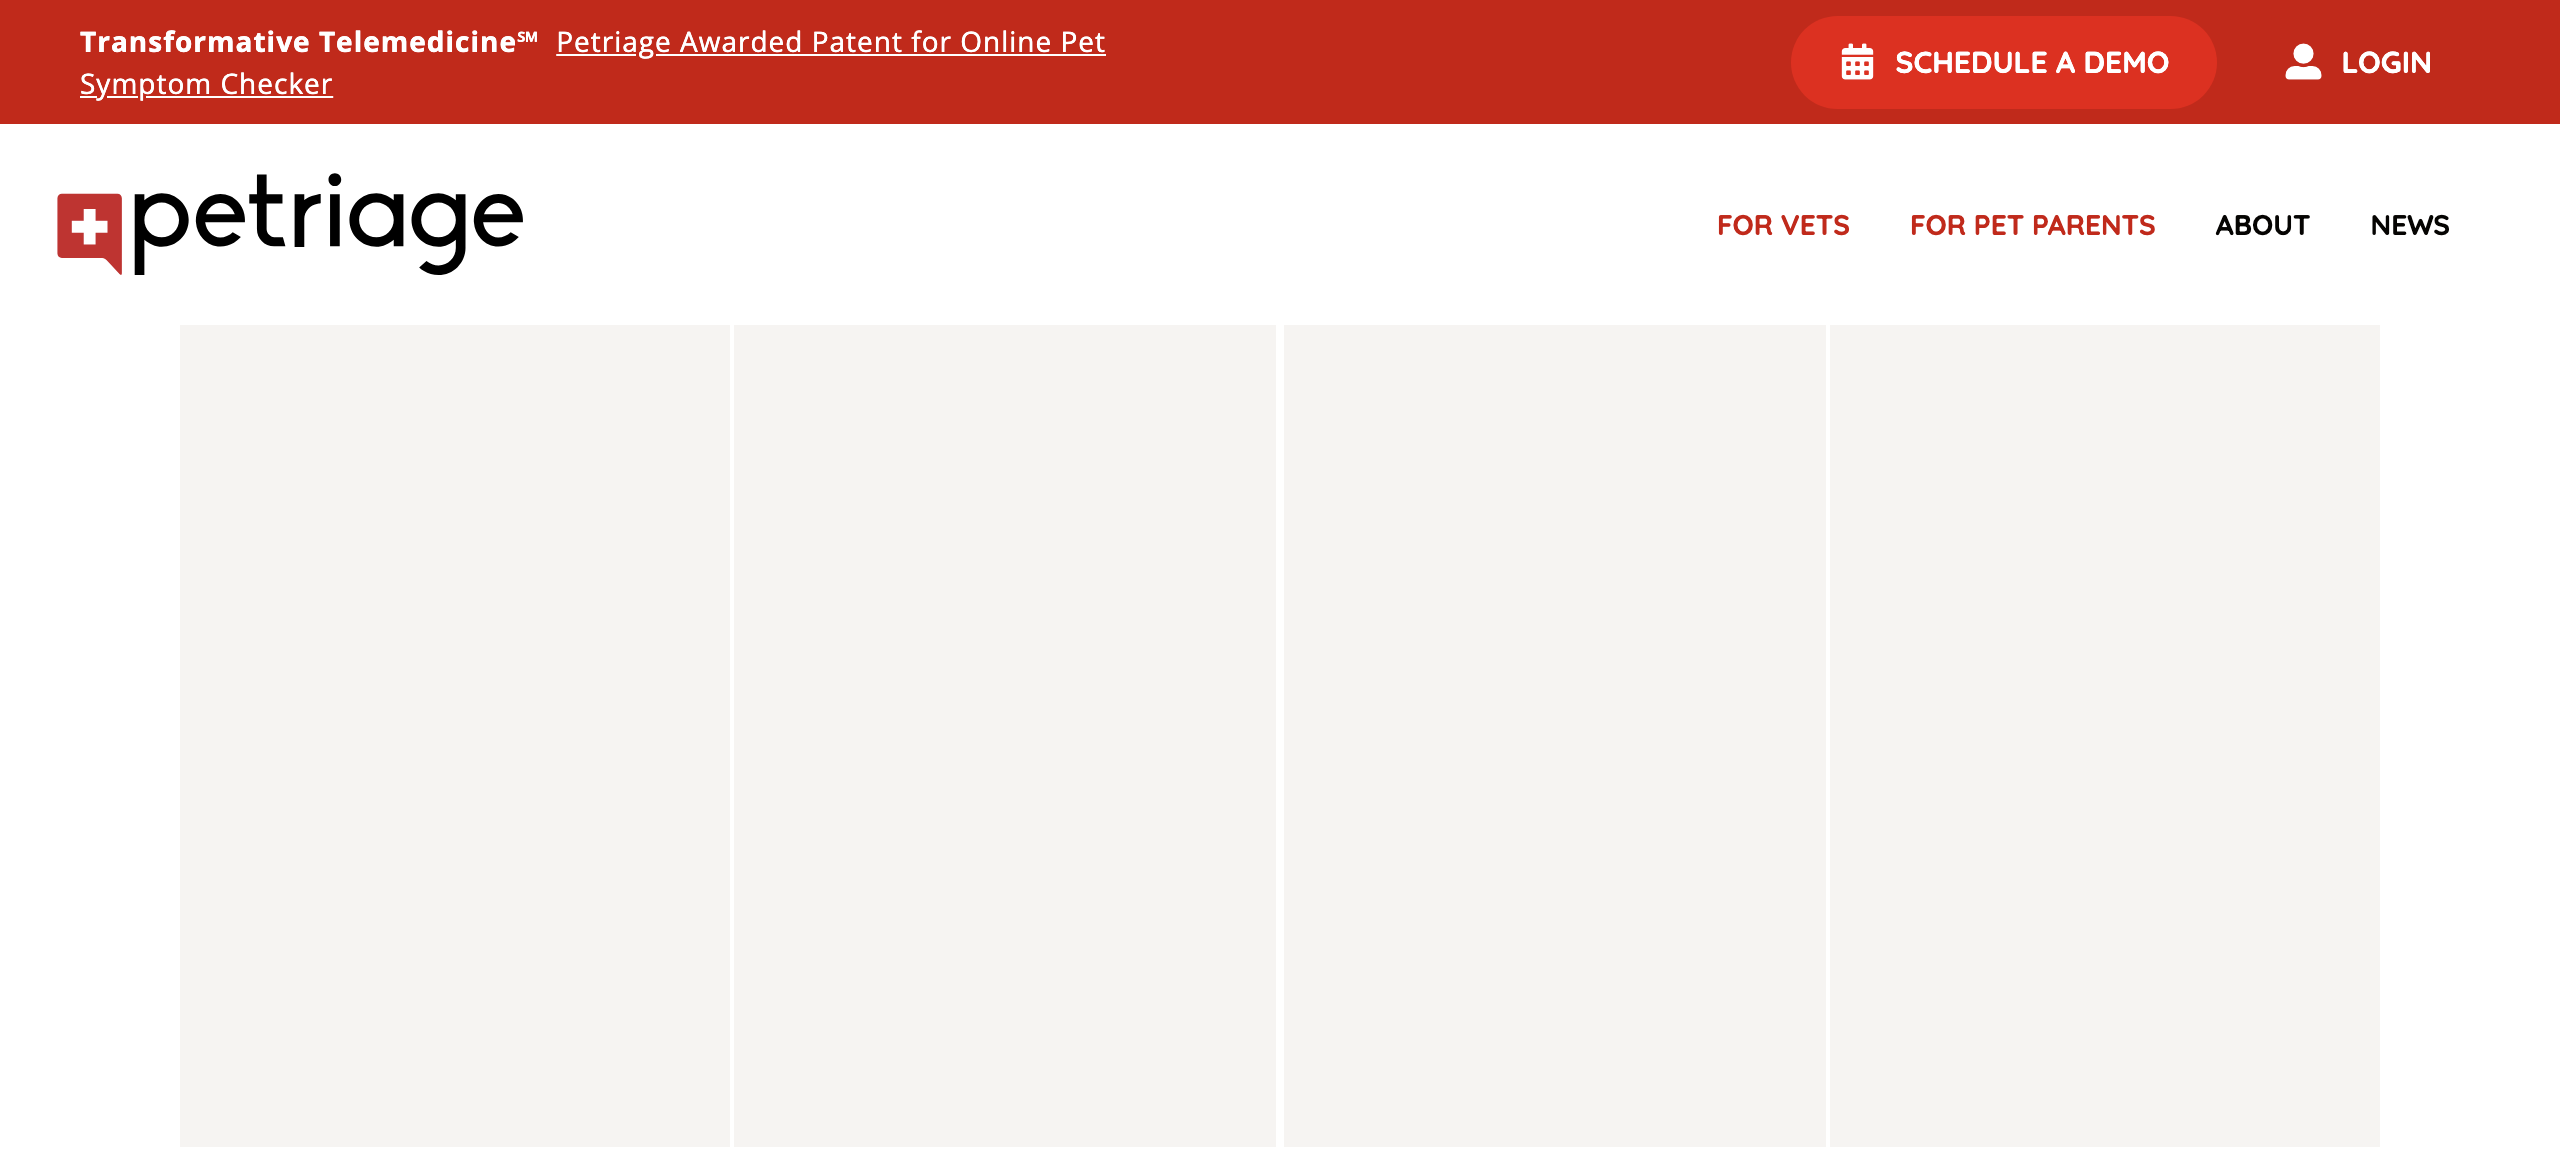 Transformative Telemedicine℠ Petriage Awarded Patent for Online Pet
Symptom Checker
SCHEDULE A DEMO
LOGIN
petriage
FOR VETS
FOR PET PARENTS
ABOUT
NEWS